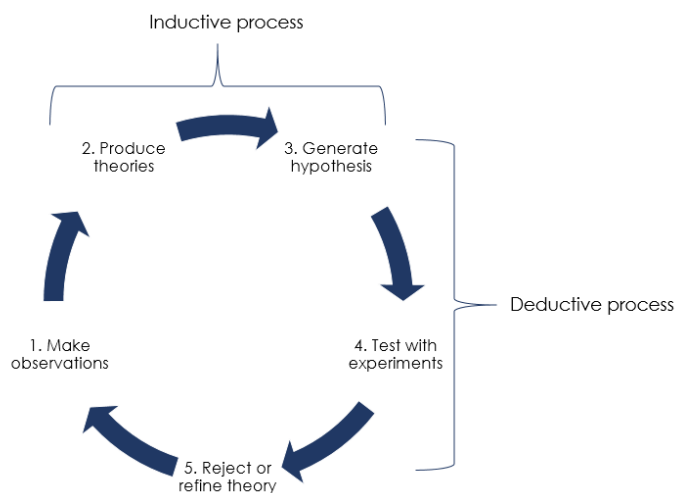 Inductive process
2. Produce
theories
3. Generate
hypothesis
Deductive process
1. Make
observations
4. Test with
experiments
5. Reject or
refine theory